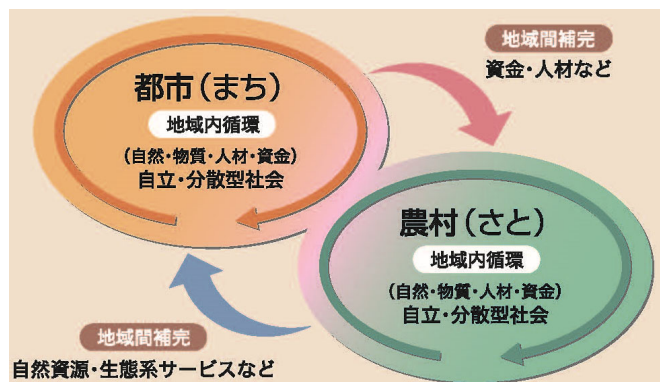 都市（まち）
地域内循環
（自然・物質・人材・資金）
自立・分散型社会
地域間補完
資金・人材など
農村（さと）
地域内循環
（自然・物質・人材・資金）
自立・分散型社会
地域間補完
自然資源・生態系サービスなど